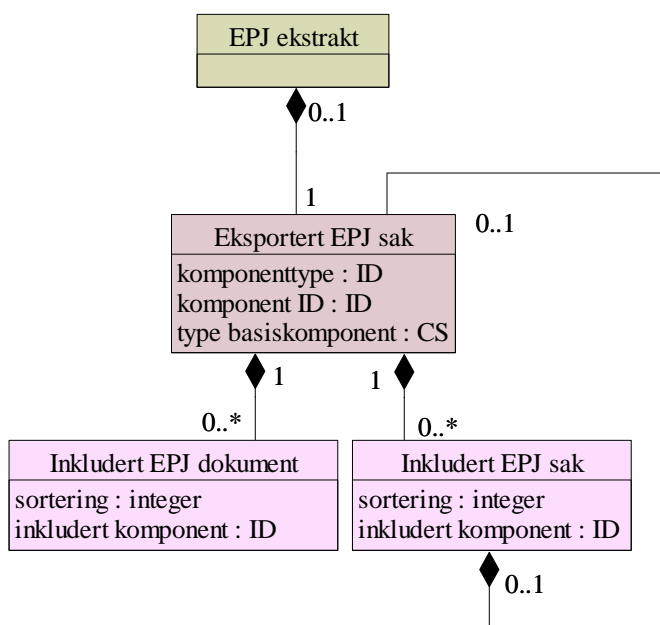 EPJ ekstrakt
0..1
1
0..1
Eksportert EPJ sak
komponenttype : ID
komponent ID : ID
type basiskomponent : CS
1
1
0..*
0..*
Inkludert EPJ dokument
sortering : integer
inkludert komponent : ID
Inkludert EPJ sak
sortering : integer
inkludert komponent : ID
0..1